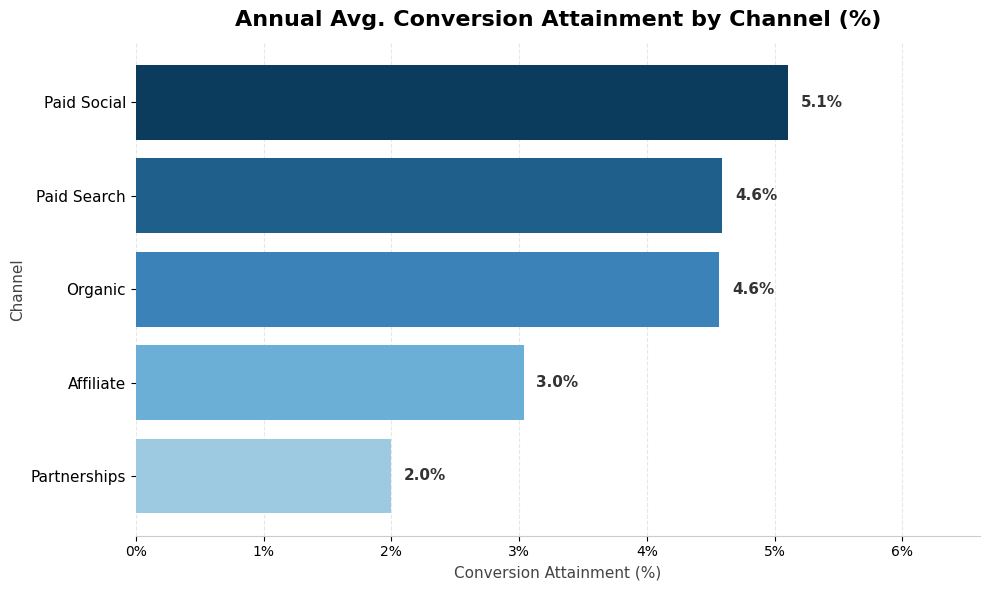 Annual Avg. Conversion Attainment by Channel (%)
Channel
Paid Social
5.1%
Paid Search
4.6%
Organic
4.6%
Affiliate
3.0%
Partnerships
2.0%
0% 1% 2% 3% 4% 5% 6%
Conversion Attainment (%)